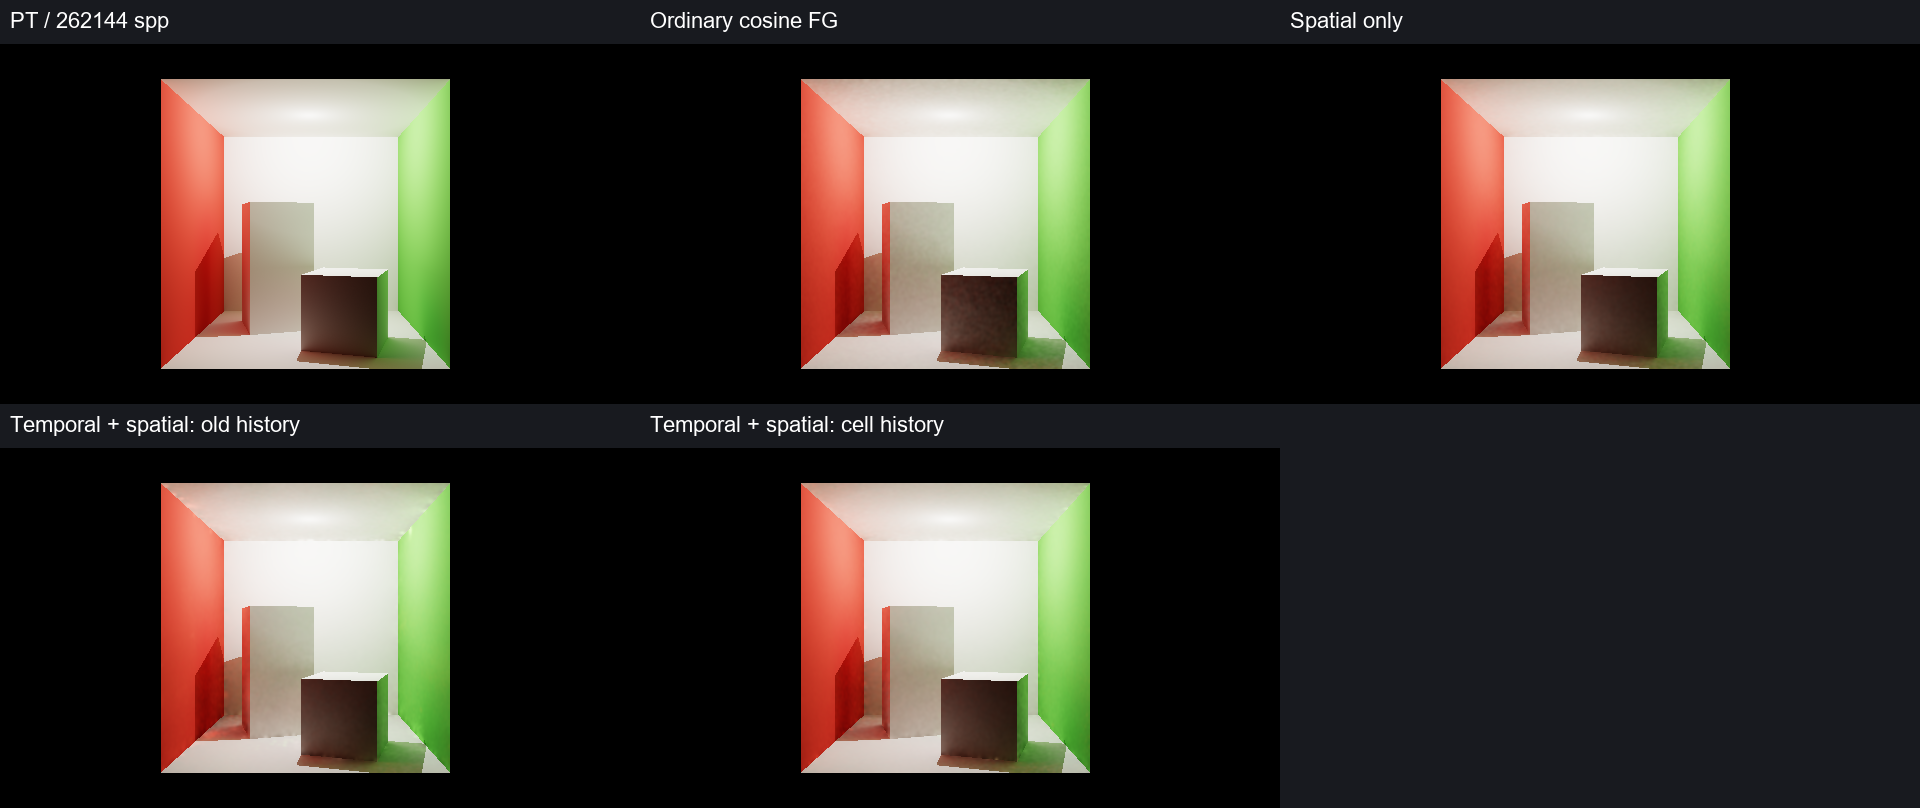 PT / 262144 spp
Ordinary cosine FG
Spatial only
Temporal + spatial: old history
Temporal + spatial: cell history